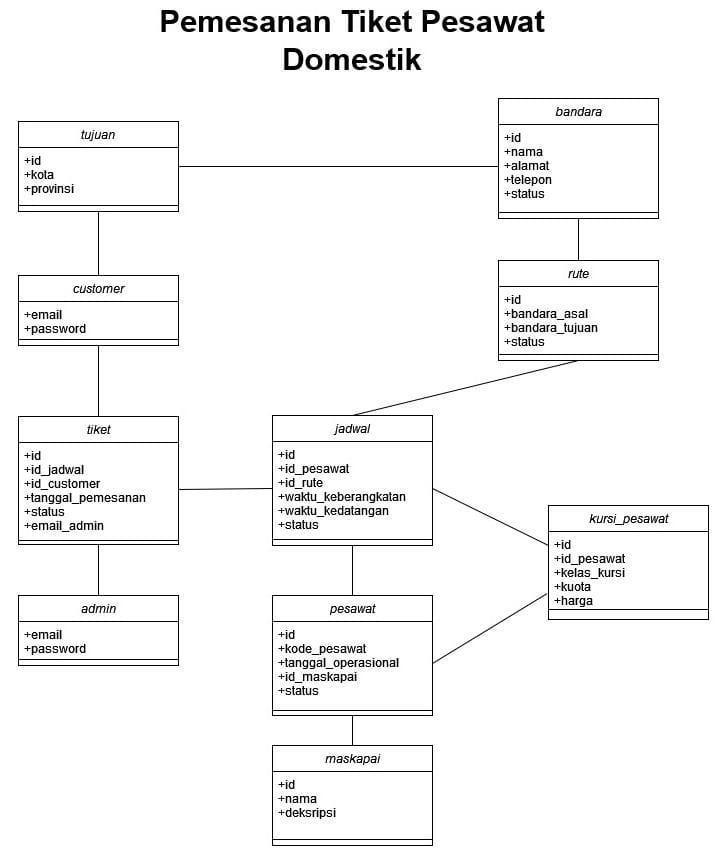 Pemesanan Tiket Pesawat
Domestik
tujuan
+id
+kota
+provinsi
bandara
+id
+nama
+alamat
+telepon
+status
customer
+email
+password
rute
+id
+bandara_asal
+bandara_tujuan
+status
tiket
+id
+id_jadwal
+id_customer
+tanggal_pemesanan
+status
+email_admin
jadwal
+id
+id_pesawat
+id_rute
+waktu_keberangkatan
+waktu_kedatangan
+status
kursi_pesawat
+id
+id_pesawat
+kelas_kursi
+kuota
+harga
admin
+email
+password
pesawat
+id
+kode_pesawat
+tanggal_operasional
+id_maskapai
+status
maskapai
+id
+nama
+deksripsi